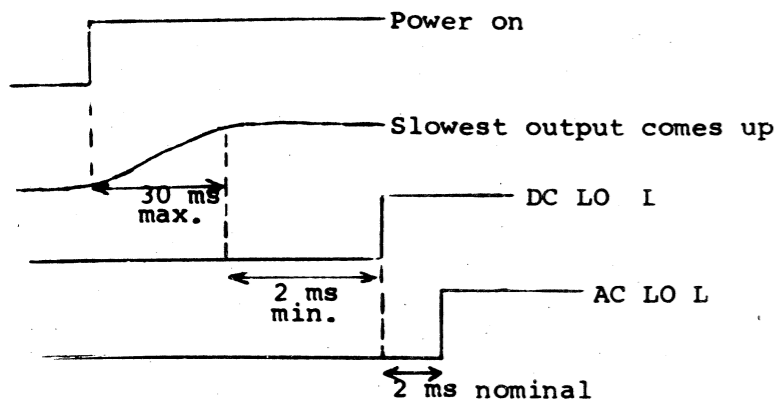 Power on
Slowest output comes up
30 ms
max.
DC LO L
2 ms
min.
AC LO L
2 ms nominal